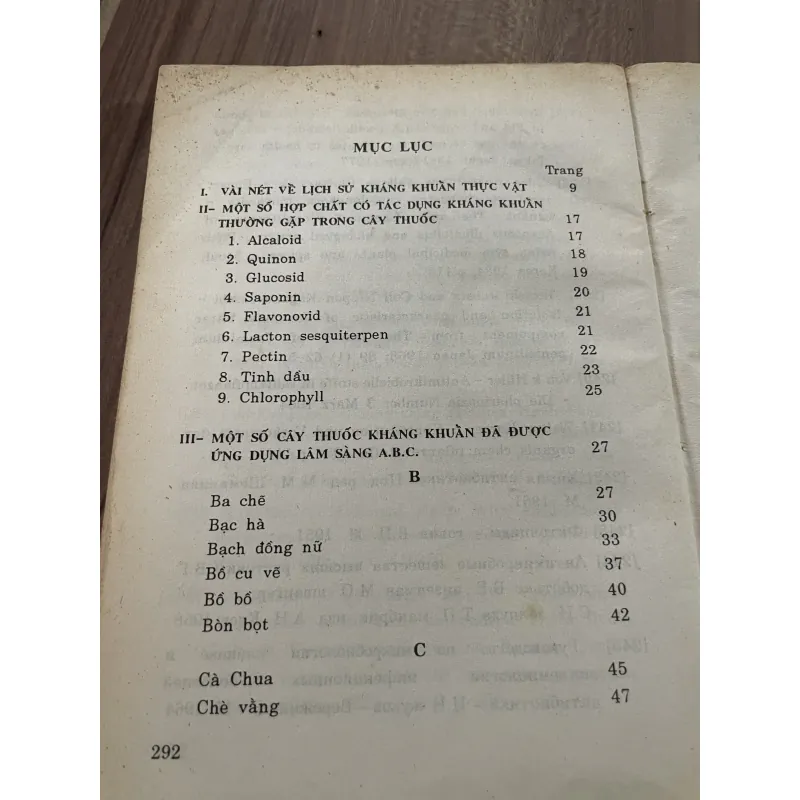 MỤC LỤC
Trang
I. VÀI NÉT VỀ LỊCH SỬ KHÁNG KHUẨN THỰC VẬT 9
II- MỘT SỐ HỢP CHẤT CÓ TÁC DỤNG KHÁNG KHUẨN
THƯỜNG GẶP TRONG CÂY THUỐC 17
1. Alcaloid 17
2. Quinon 18
3. Glucosid 19
4. Saponin 20
5. Flavonovid 21
6. Lacton sesquiterpen 21
7. Pectin 22
8. Tinh dầu 23
9. Chlorophyll 25
III- MỘT SỐ CÂY THUỐC KHÁNG KHUẨN ĐÃ ĐƯỢC
ỨNG DỤNG LÂM SÀNG A.B.C. 27
B
Ba chẽ 27
Bạc hà 30
Bạch đồng nữ 33
Bồ cu vẽ 37
Bồ bồ 40
Bòn bọt 42
C
Cà Chua 45
Chè vằng 47
292